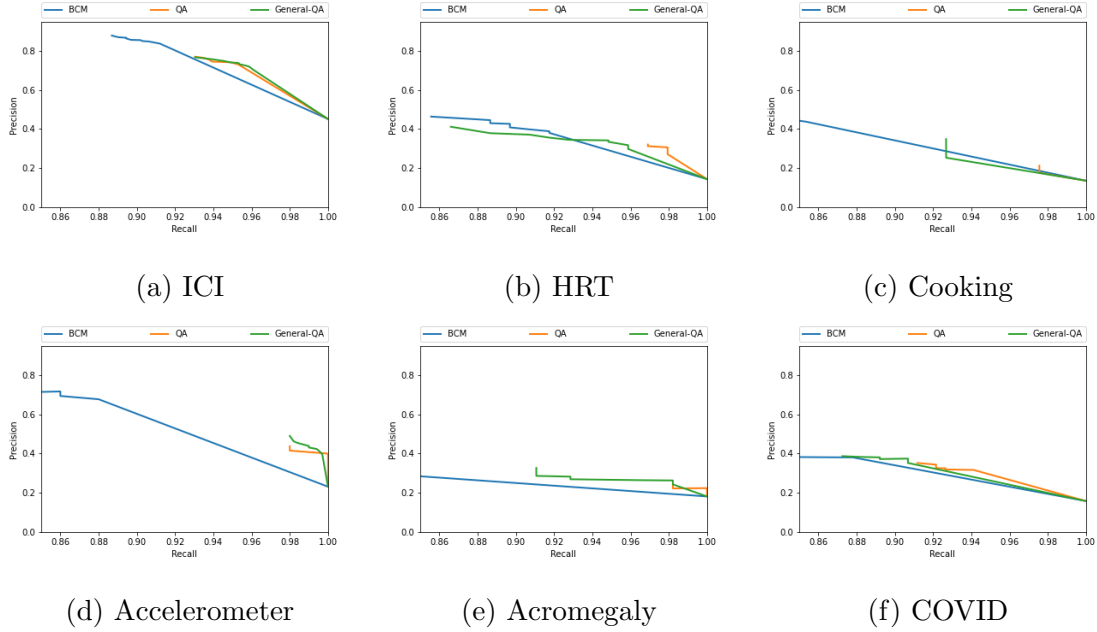 BCM QA General-QA BCM QA General-QA BCM QA General-QA
0.8 0.8 0.8
0.6 0.6 0.6
0.4 0.4 0.4
0.2 0.2 0.2
0.0 0.0 0.0
Precision Precision Precision
0.86 0.88 0.90 0.92 0.94 0.96 0.98 1.00 0.86 0.88 0.90 0.92 0.94 0.96 0.98 1.00 0.86 0.88 0.90 0.92 0.94 0.96 0.98 1.00
Recall Recall Recall
(a) ICI (b) HRT (c) Cooking
BCM QA General-QA BCM QA General-QA BCM QA General-QA
0.8 0.8 0.8
0.6 0.6 0.6
0.4 0.4 0.4
0.2 0.2 0.2
0.0 0.0 0.0
Precision Precision Precision
0.86 0.88 0.90 0.92 0.94 0.96 0.98 1.00 0.86 0.88 0.90 0.92 0.94 0.96 0.98 1.00 0.86 0.88 0.90 0.92 0.94 0.96 0.98 1.00
Recall Recall Recall
(d) Accelerometer (e) Acromegaly (f) COVID